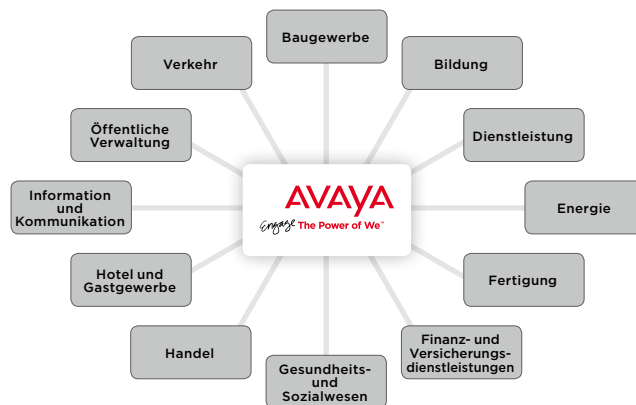 Baugewerbe
Verkehr
Bildung
Öffentliche
Verwaltung
Dienstleistung
Information
und
Kommunikation
AVAYA
Engage The Power of We™
Energie
Hotel und
Gastgewerbe
Fertigung
Handel
Finanz- und
Versicherungs-
dienstleistungen
Gesundheits-
und
Sozialwesen